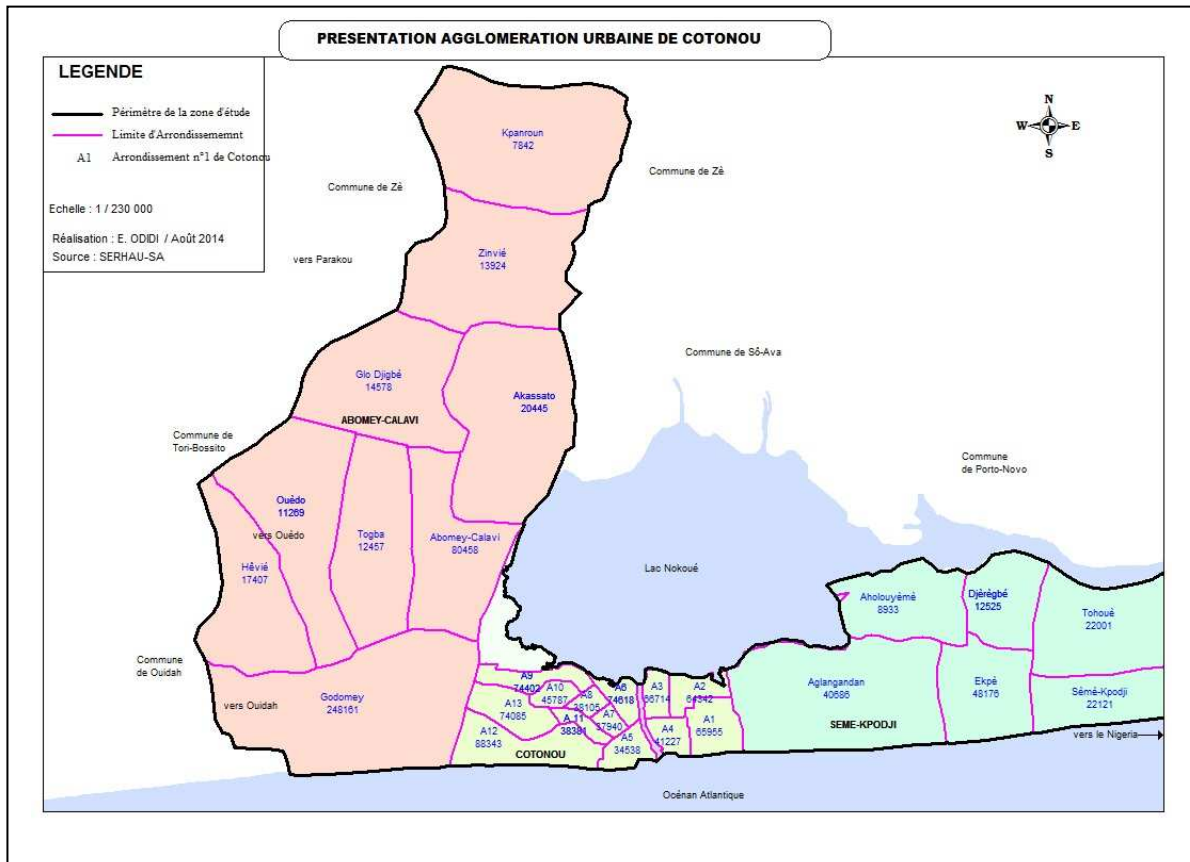 PRESENTATION AGGLOMERATION URBAINE DE COTONOU
LEGENDE
Périmètre de la zone d'étude
Limite d'Arrondissememnt
A1 Arrondissement n°1 de Cotonou
Echelle : 1 / 230 000
Réalisation : E. ODIDI / Août 2014
Source : SERHAU-SA
N
W E
S
Kpanroun
7842
Commune de Zè
Commune de Zè
Zinvié
13924
vers Parakou
Commune de Sô-Ava
Glo Djigbé
14578
Akassato
20445
ABOMEY-CALAVI
Commune de
Tori-Bossito
Commune
de Porto-Novo
Ouèdo
11269
vers Ouèdo
Togba
12457
Abomey-Calavi
80458
Hêvié
17407
Lac Nokoué
Aholouyèmè
8933
Djèrègbé
12525
Tohouè
22001
Commune
de Ouidah
vers Ouidah
Godomey
248161
A9
74402
A10
45787
A8
38105
A6
74618
A3
66714
A2
64342
A13
74085
A 11
38381
A7
37940
A1
65955
A12
88343
A5
34538
A4
41227
COTONOU
Aglangandan
40686
Ekpè
48176
Sèmè-Kpodji
22121
SEME-KPODJI
vers le Nigeria
Océnan Atlantique